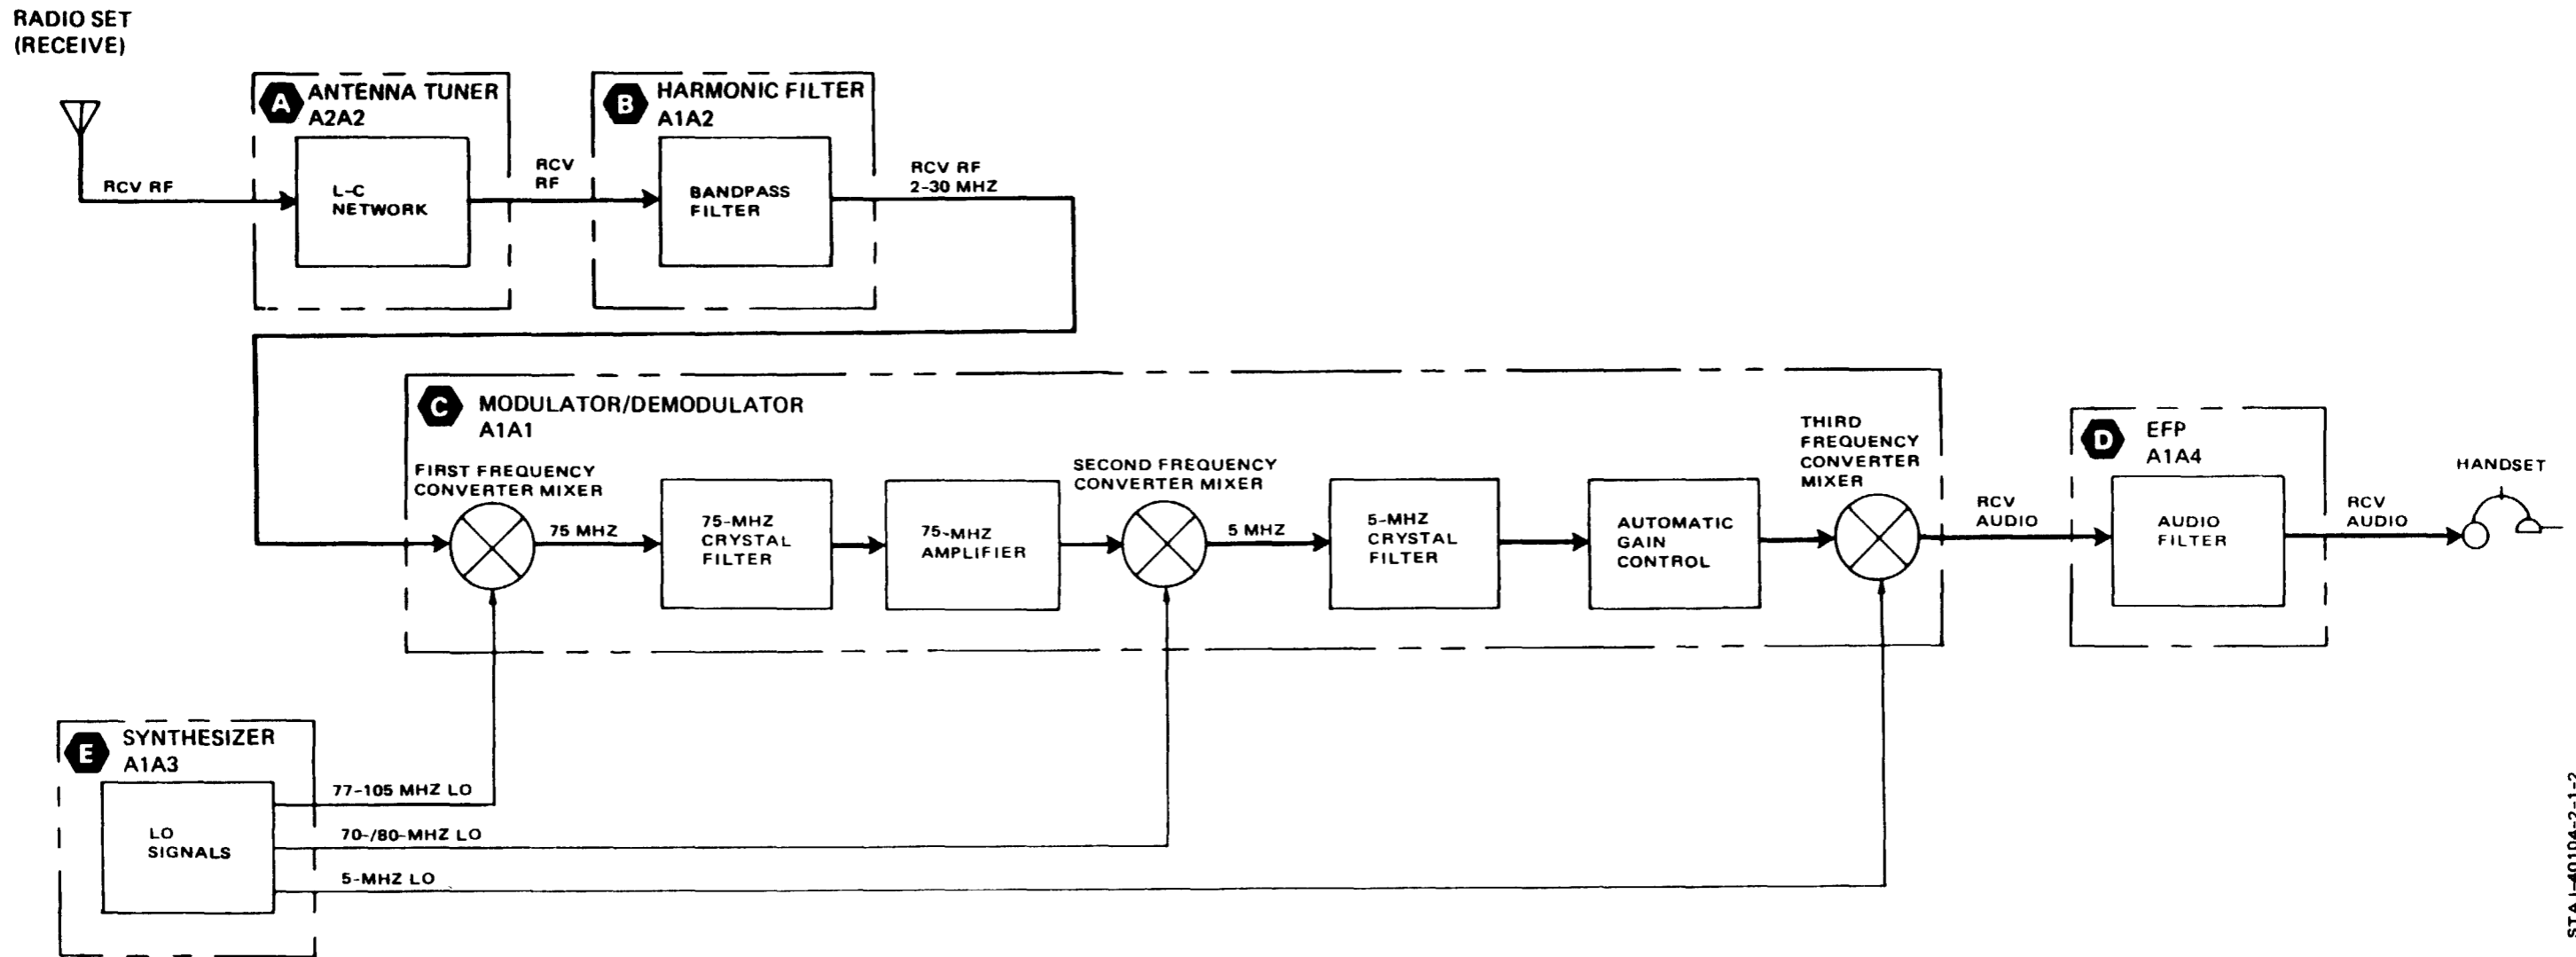 RADIO SET
(RECEIVE)
A
ANTENNA TUNER
A2A2
B
HARMONIC FILTER
A1A2
RCV RF
L-C
NETWORK
RCV
RF
BANDPASS
FILTER
RCV RF
2-30 MHZ
C
MODULATOR/DEMODULATOR
A1A1
FIRST FREQUENCY
CONVERTER MIXER
75 MHZ
75-MHZ
CRYSTAL
FILTER
75-MHZ
AMPLIFIER
SECOND FREQUENCY
CONVERTER MIXER
5 MHZ
5-MHZ
CRYSTAL
FILTER
AUTOMATIC
GAIN
CONTROL
THIRD
FREQUENCY
CONVERTER
MIXER
RCV
AUDIO
D
EFP
A1A4
AUDIO
FILTER
RCV
AUDIO
HANDSET
E
SYNTHESIZER
A1A3
LO
SIGNALS
77-105 MHZ LO
70-/80-MHZ LO
5-MHZ LO